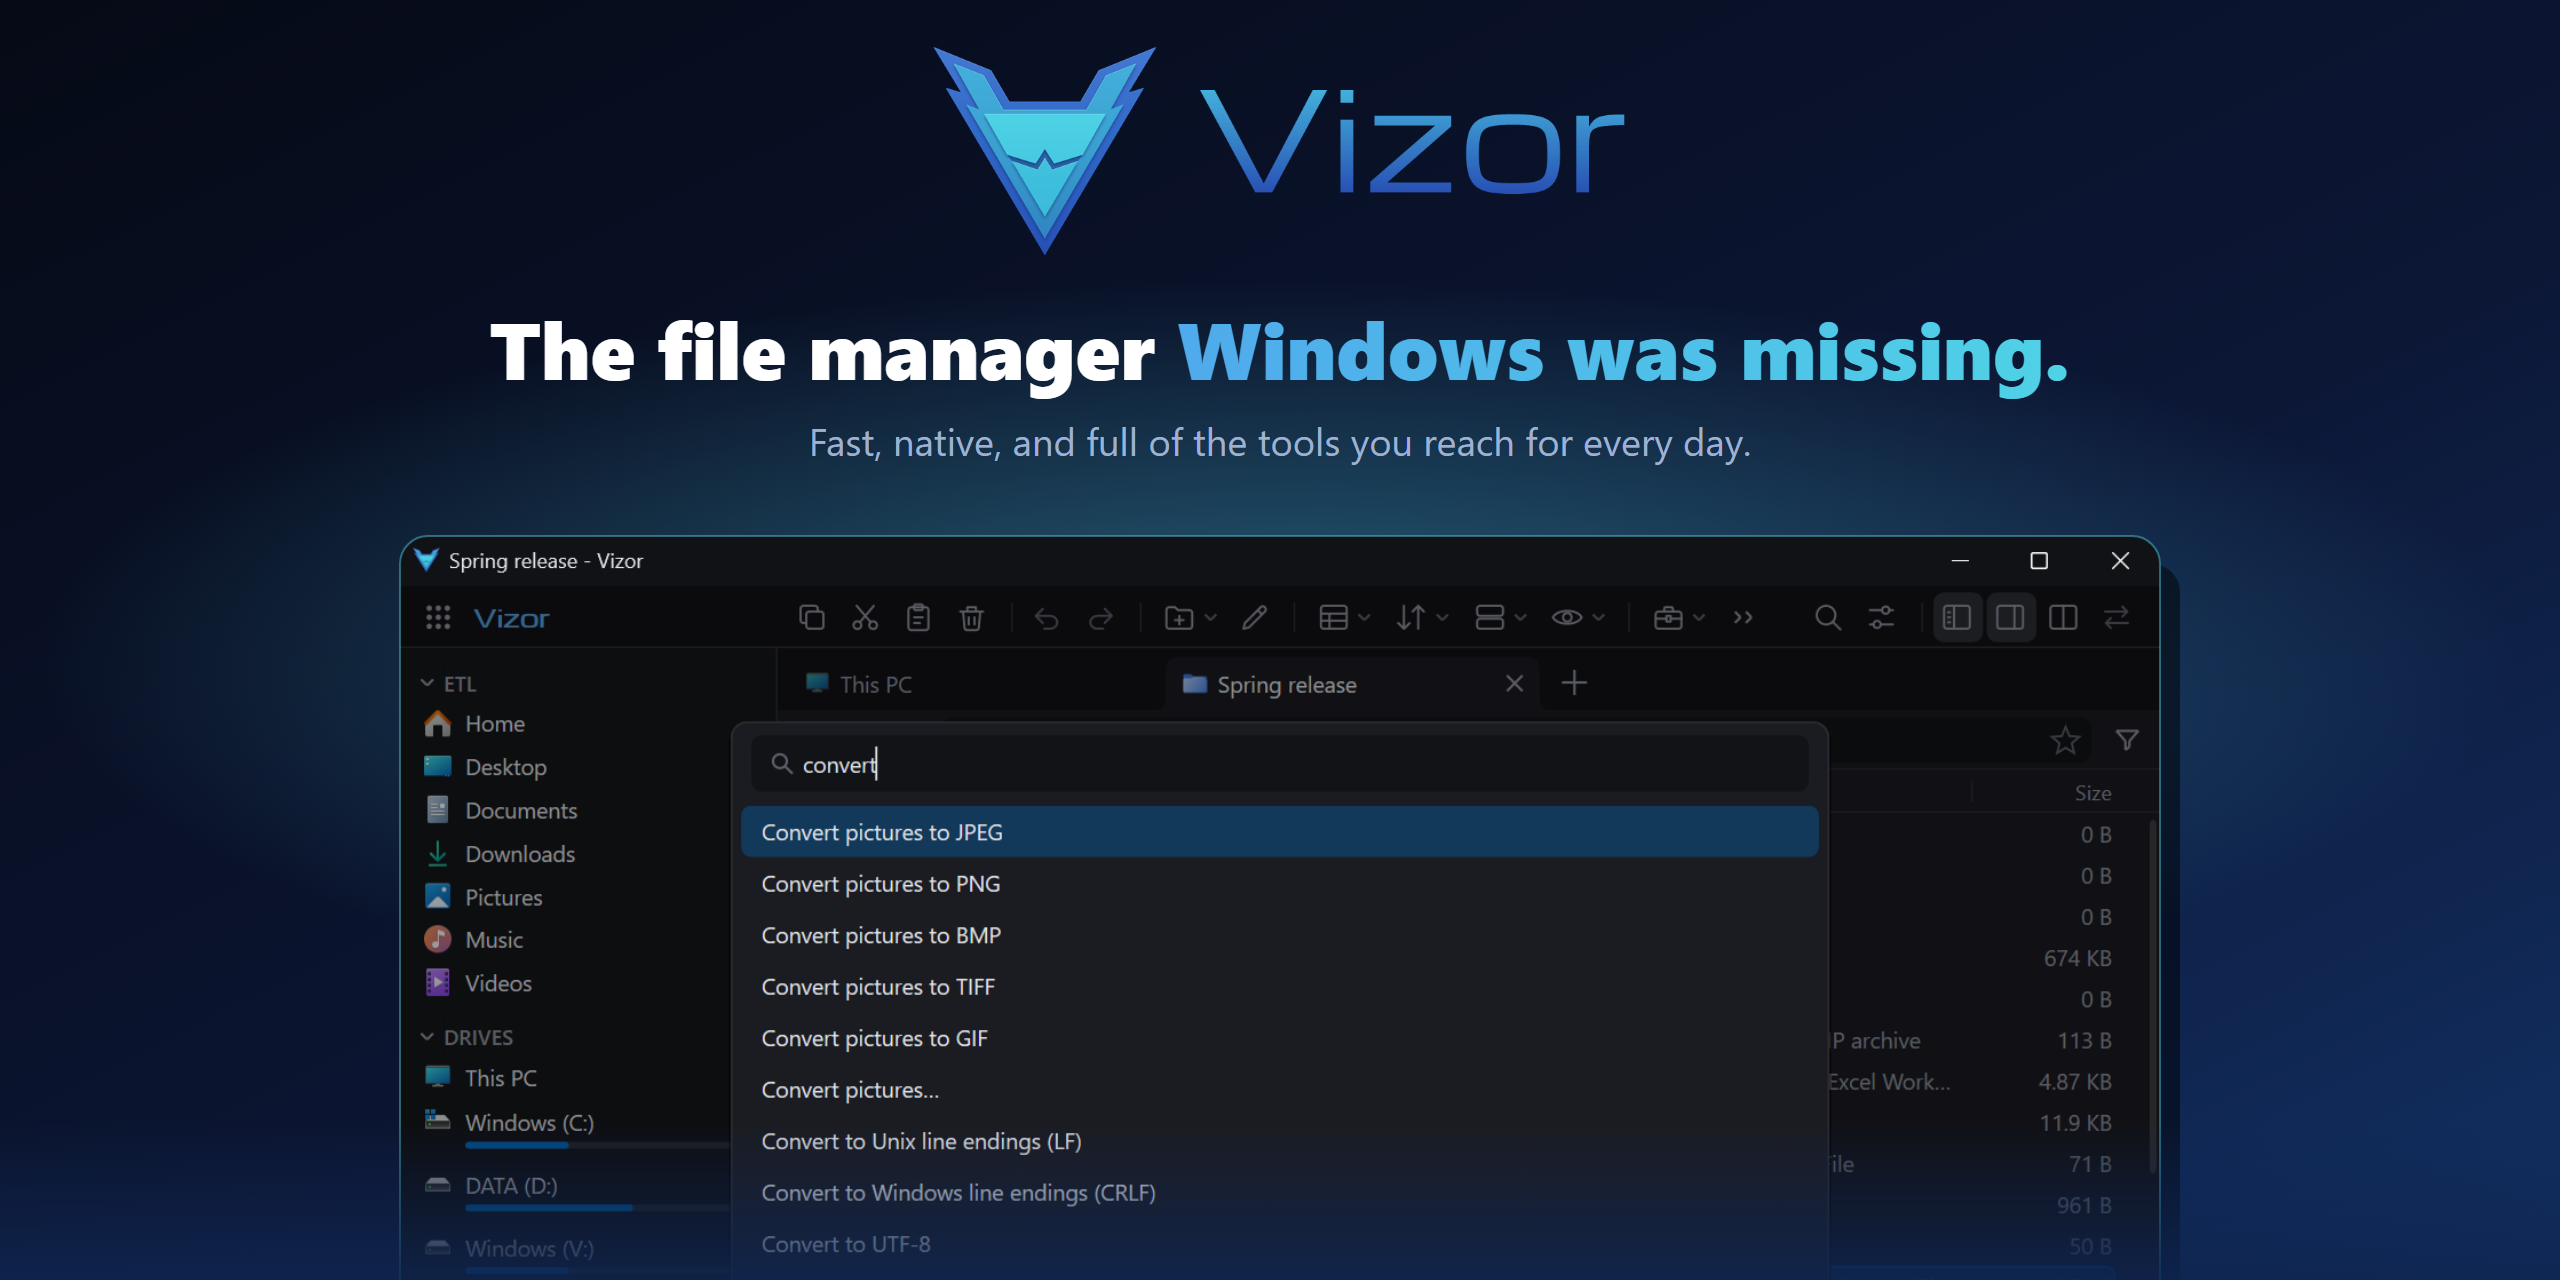 Vizor
The file manager Windows was missing.
Fast, native, and full of the tools you reach for every day.
Spring release - Vizor
Vizor
ETL
Home
Desktop
Documents
Downloads
Pictures
Music
Videos
DRIVES
This PC
Windows (C:)
DATA (D:)
Windows (V:)
This PC
Spring release
convert
Convert pictures to JPEG
Convert pictures to PNG
Convert pictures to BMP
Convert pictures to TIFF
Convert pictures to GIF
Convert pictures...
Convert to Unix line endings (LF)
Convert to Windows line endings (CRLF)
Convert to UTF-8
Size
0 B
0 B
0 B
674 KB
0 B
archive 113 B
Excel Work... 4.87 KB
11.9 KB
71 B
961 B
50 B